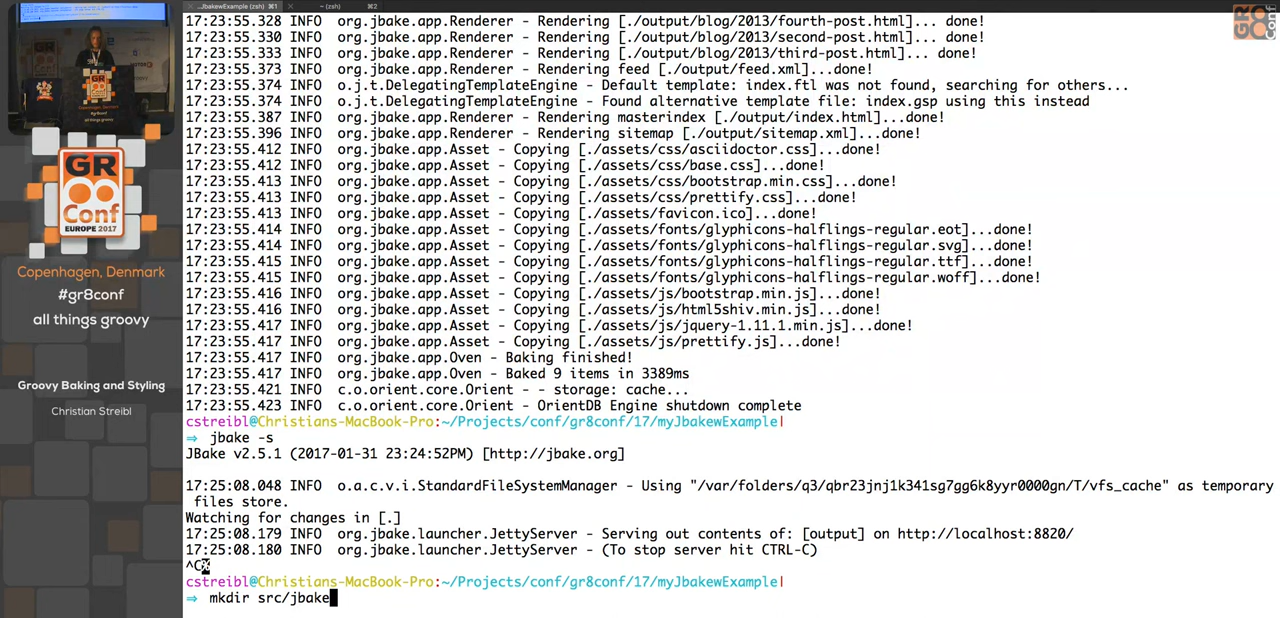 ..JbakewExample (zsh) ⌘1
~ (zsh) ⌘2
17:23:55.328 INFO org.jbake.app.Renderer - Rendering [./output/blog/2013/fourth-post.html]... done!
17:23:55.330 INFO org.jbake.app.Renderer - Rendering [./output/blog/2013/second-post.html]... done!
17:23:55.333 INFO org.jbake.app.Renderer - Rendering [./output/blog/2013/third-post.html]... done!
17:23:55.373 INFO org.jbake.app.Renderer - Rendering feed [./output/feed.xml]...done!
17:23:55.374 INFO o.j.t.DelegatingTemplateEngine - Default template: index.ftl was not found, searching for others...
17:23:55.374 INFO o.j.t.DelegatingTemplateEngine - Found alternative template file: index.gsp using this instead
17:23:55.387 INFO org.jbake.app.Renderer - Rendering masterindex [./output/index.html]...done!
17:23:55.396 INFO org.jbake.app.Renderer - Rendering sitemap [./output/sitemap.xml]...done!
17:23:55.412 INFO org.jbake.app.Asset - Copying [./assets/css/asciidoctor.css]...done!
17:23:55.412 INFO org.jbake.app.Asset - Copying [./assets/css/base.css]...done!
17:23:55.413 INFO org.jbake.app.Asset - Copying [./assets/css/bootstrap.min.css]...done!
17:23:55.413 INFO org.jbake.app.Asset - Copying [./assets/css/prettify.css]...done!
17:23:55.413 INFO org.jbake.app.Asset - Copying [./assets/favicon.ico]...done!
17:23:55.414 INFO org.jbake.app.Asset - Copying [./assets/fonts/glyphicons-halflings-regular.eot]...done!
17:23:55.414 INFO org.jbake.app.Asset - Copying [./assets/fonts/glyphicons-halflings-regular.svg]...done!
17:23:55.415 INFO org.jbake.app.Asset - Copying [./assets/fonts/glyphicons-halflings-regular.ttf]...done!
17:23:55.415 INFO org.jbake.app.Asset - Copying [./assets/fonts/glyphicons-halflings-regular.woff]...done!
17:23:55.416 INFO org.jbake.app.Asset - Copying [./assets/js/bootstrap.min.js]...done!
17:23:55.416 INFO org.jbake.app.Asset - Copying [./assets/js/html5shiv.min.js]...done!
17:23:55.417 INFO org.jbake.app.Asset - Copying [./assets/js/jquery-1.11.1.min.js]...done!
17:23:55.417 INFO org.jbake.app.Asset - Copying [./assets/js/prettify.js]...done!
17:23:55.417 INFO org.jbake.app.Oven - Baking finished!
17:23:55.417 INFO org.jbake.app.Oven - Baked 9 items in 3389ms
17:23:55.421 INFO c.o.orient.core.Orient - - storage: cache...
17:23:55.423 INFO c.o.orient.core.Orient - OrientDB Engine shutdown complete
cstreibl@Christians-MacBook-Pro:~/Projects/conf/gr8conf/17/myJbakewExample|
⇒ jbake -s
JBake v2.5.1 (2017-01-31 23:24:52PM) [http://jbake.org]
17:25:08.048 INFO o.a.c.v.i.StandardFileSystemManager - Using "/var/folders/q3/qbr23jnj1k341sg7gg6k8yyr0000gn/T/vfs_cache" as temporary
files store.
Watching for changes in [.]
17:25:08.179 INFO org.jbake.launcher.JettyServer - Serving out contents of: [output] on http://localhost:8820/
17:25:08.180 INFO org.jbake.launcher.JettyServer - (To stop server hit CTRL-C)
^C%
cstreibl@Christians-MacBook-Pro:~/Projects/conf/gr8conf/17/myJbakewExample|
⇒ mkdir src/jbake
GR
Conf
EUROPE 2017
Copenhagen, Denmark
#gr8conf
all things groovy
Groovy Baking and Styling
Christian Streibl
GR
Conf